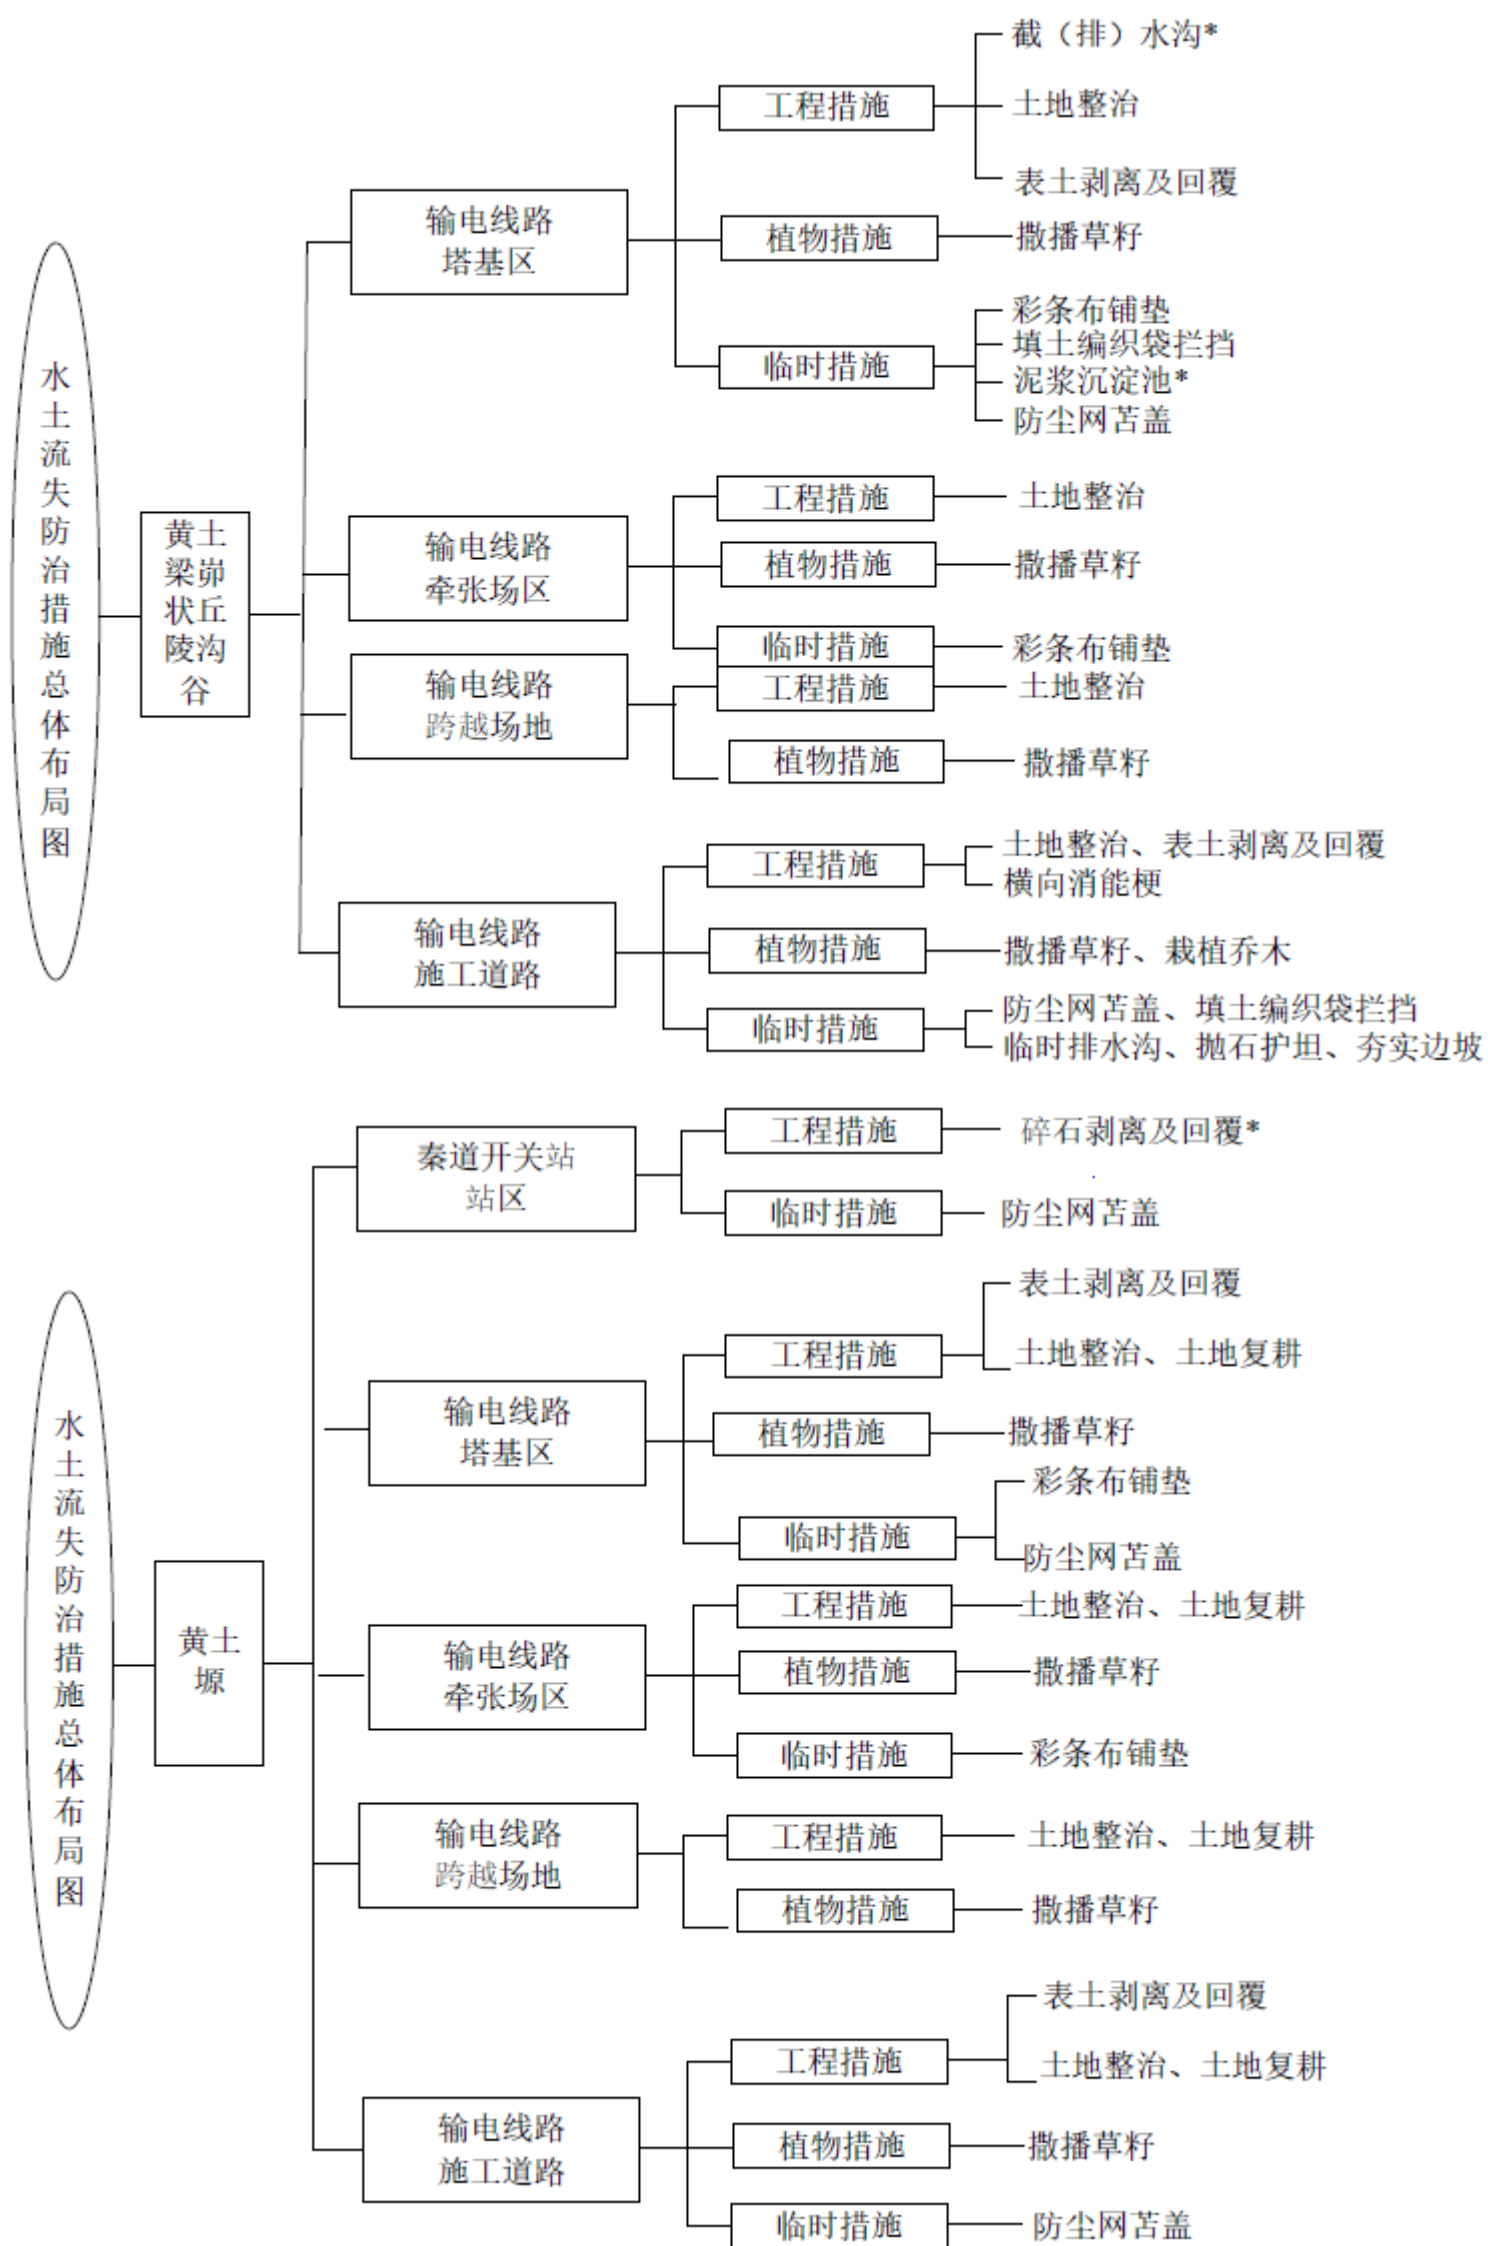 水土流失防治措施总体布局图
黄土
梁峁
状丘
陵沟
谷
输电线路
塔基区
工程措施
截（排）水沟*
土地整治
表土剥离及回覆
植物措施
撒播草籽
临时措施
彩条布铺垫
填土编织袋拦挡
泥浆沉淀池*
防尘网苫盖
输电线路
牵张场区
工程措施
土地整治
植物措施
撒播草籽
临时措施
彩条布铺垫
输电线路
跨越场地
工程措施
土地整治
植物措施
撒播草籽
输电线路
施工道路
工程措施
土地整治、表土剥离及回覆
横向消能梗
植物措施
撒播草籽、栽植乔木
临时措施
防尘网苫盖、填土编织袋拦挡
临时排水沟、抛石护坦、夯实边坡
水土流失防治措施总体布局图
黄土
塬
秦道开关站
站区
工程措施
碎石剥离及回覆*
临时措施
防尘网苫盖
输电线路
塔基区
工程措施
表土剥离及回覆
土地整治、土地复耕
植物措施
撒播草籽
临时措施
彩条布铺垫
防尘网苫盖
输电线路
牵张场区
工程措施
土地整治、土地复耕
植物措施
撒播草籽
临时措施
彩条布铺垫
输电线路
跨越场地
工程措施
土地整治、土地复耕
植物措施
撒播草籽
输电线路
施工道路
工程措施
表土剥离及回覆
土地整治、土地复耕
植物措施
撒播草籽
临时措施
防尘网苫盖